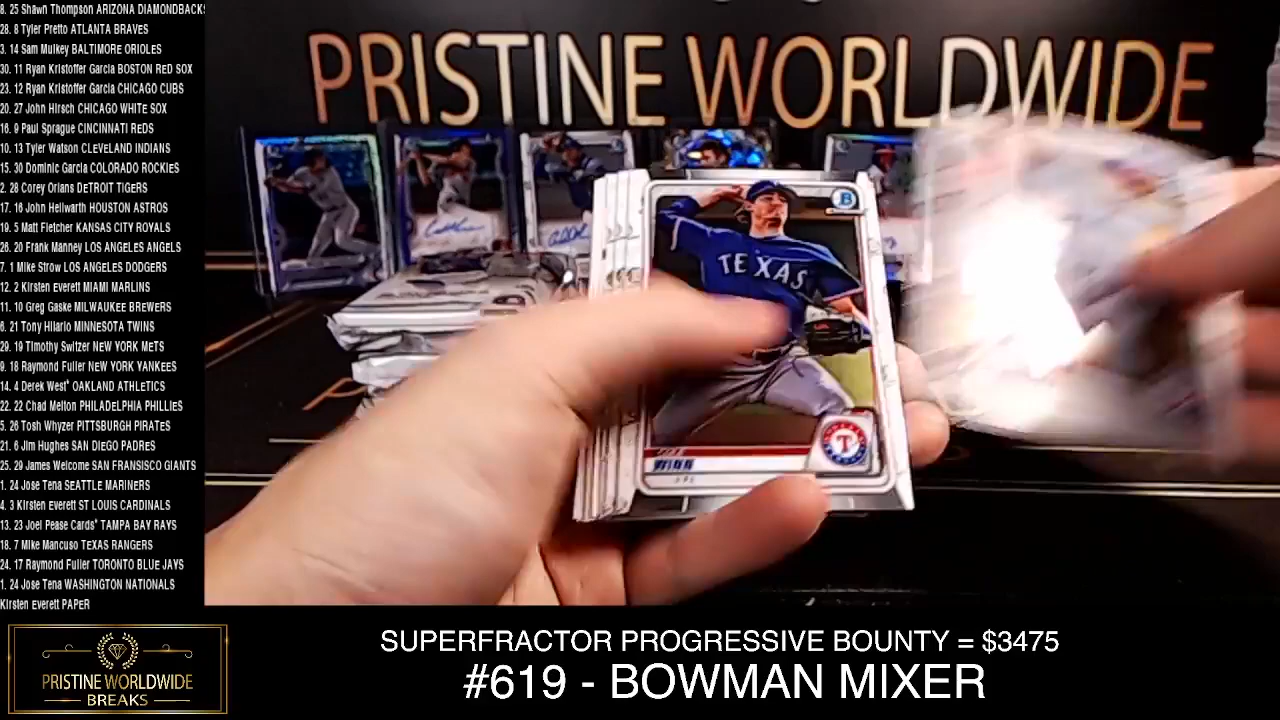 8. 25 Shawn Thompson ARIZONA DIAMONDBACKS
28. 8 Tyler Pretto ATLANTA BRAVES
3. 14 Sam Mulkey BALTIMORE ORIOLES
30. 11 Ryan Kristoffer Garcia BOSTON RED SOX
23. 12 Ryan Kristoffer Garcia CHICAGO CUBS
20. 27 John Hirsch CHICAGO WHITE SOX
16. 9 Paul Sprague CINCINNATI REDS
10. 13 Tyler Watson CLEVELAND INDIANS
15. 30 Dominic Garcia COLORADO ROCKIES
2. 28 Corey Orians DETROIT TIGERS
17. 16 John Hellwarth HOUSTON ASTROS
19. 5 Matt Fletcher KANSAS CITY ROYALS
26. 20 Frank Manney LOS ANGELES ANGELS
7. 1 Mike Strow LOS ANGELES DODGERS
12. 2 Kirsten Everett MIAMI MARLINS
11. 10 Greg Gaske MILWAUKEE BREWERS
6. 21 Tony Hilario MINNESOTA TWINS
29. 19 Timothy Switzer NEW YORK METS
9. 18 Raymond Fuller NEW YORK YANKEES
14. 4 Derek West* OAKLAND ATHLETICS
22. 22 Chad Melton PHILADELPHIA PHILLIES
5. 26 Tosh Whyzer PITTSBURGH PIRATES
21. 6 Jim Hughes SAN DIEGO PADRES
25. 29 James Welcome SAN FRANSISCO GIANTS
1. 24 Jose Tena SEATTLE MARINERS
4. 3 Kirsten Everett ST LOUIS CARDINALS
13. 23 Joel Pease Cards* TAMPA BAY RAYS
18. 7 Mike Mancuso TEXAS RANGERS
24. 17 Raymond Fuller TORONTO BLUE JAYS
1. 24 Jose Tena WASHINGTON NATIONALS
Kirsten Everett PAPER
PRISTINE WORLDWIDE
B
TEXAS
T
WINN
PRISTINE WORLDWIDE
BREAKS
SUPERFRACTOR PROGRESSIVE BOUNTY = $3475
#619 - BOWMAN MIXER